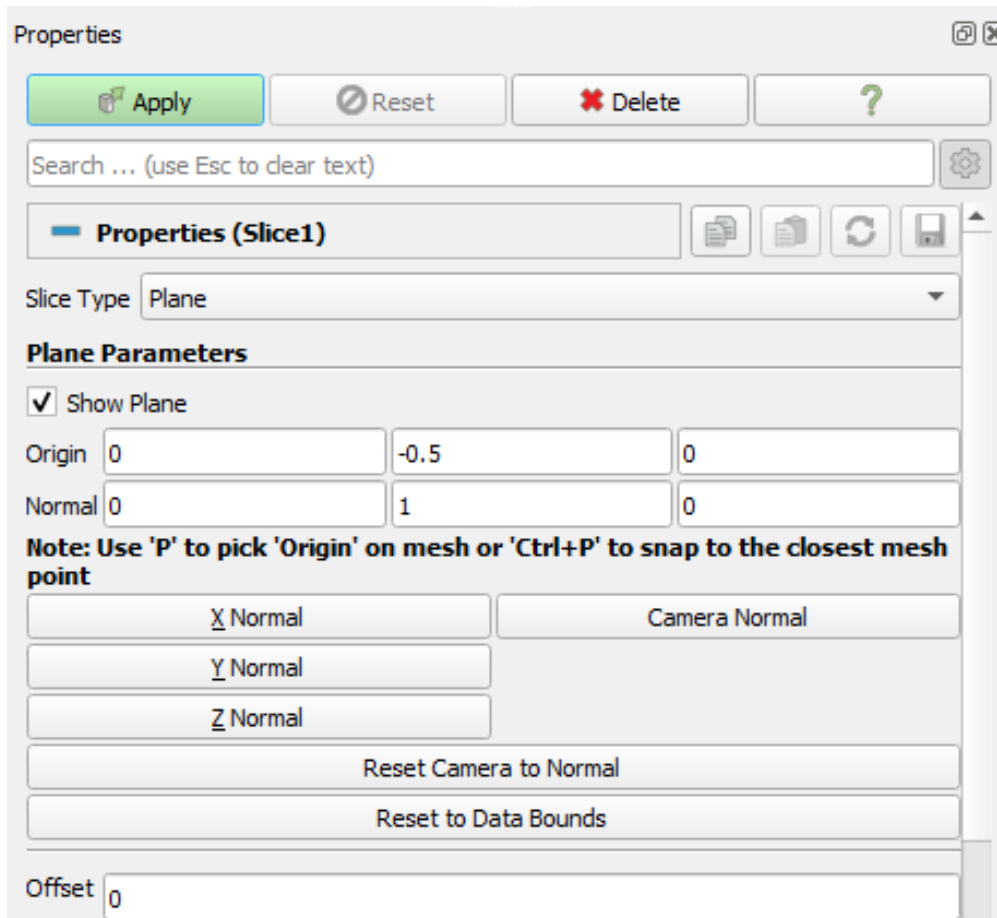 Properties
Apply Reset Delete ?
Search ... (use Esc to clear text)
Properties (Slice1)
Slice Type Plane
Plane Parameters
Show Plane
Origin 0 -0.5 0
Normal 0 1 0
Note: Use 'P' to pick 'Origin' on mesh or 'Ctrl+P' to snap to the closest mesh
point
X Normal Camera Normal
Y Normal
Z Normal
Reset Camera to Normal
Reset to Data Bounds
Offset 0